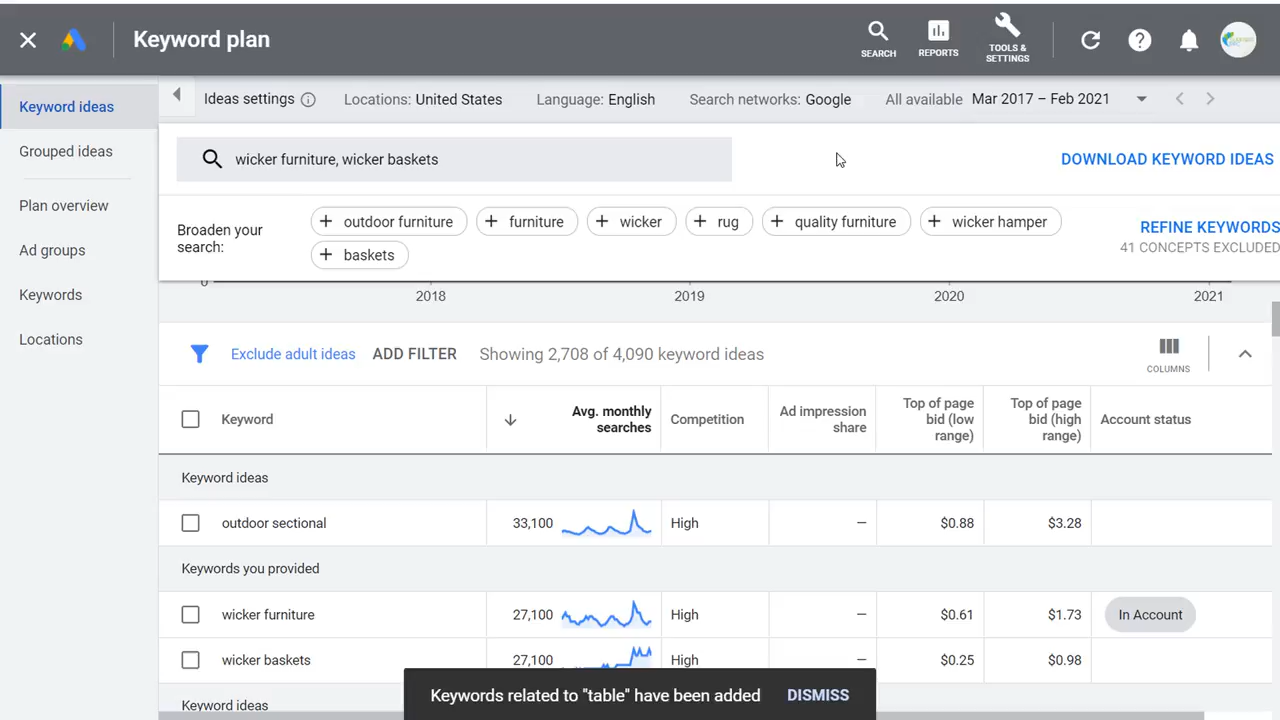 Keyword plan
SEARCH
REPORTS
TOOLS &
SETTINGS
Keyword ideas
Grouped ideas
Plan overview
Ad groups
Keywords
Locations
Ideas settings
Locations: United States
Language: English
Search networks: Google
All available Mar 2017 – Feb 2021
wicker furniture, wicker baskets
DOWNLOAD KEYWORD IDEAS
Broaden your
search:
outdoor furniture
furniture
wicker
rug
quality furniture
wicker hamper
baskets
REFINE KEYWORDS
41 CONCEPTS EXCLUDED
0
2018 2019 2020 2021
Exclude adult ideas ADD FILTER Showing 2,708 of 4,090 keyword ideas
COLUMNS
Keyword
Avg. monthly
searches
Competition
Ad impression
share
Top of page
bid (low
range)
Top of page
bid (high
range)
Account status
Keyword ideas
outdoor sectional 33,100 High – $0.88 $3.28
Keywords you provided
wicker furniture 27,100 High – $0.61 $1.73 In Account
wicker baskets 27,100 High – $0.25 $0.98
Keyword ideas
Keywords related to "table" have been added DISMISS